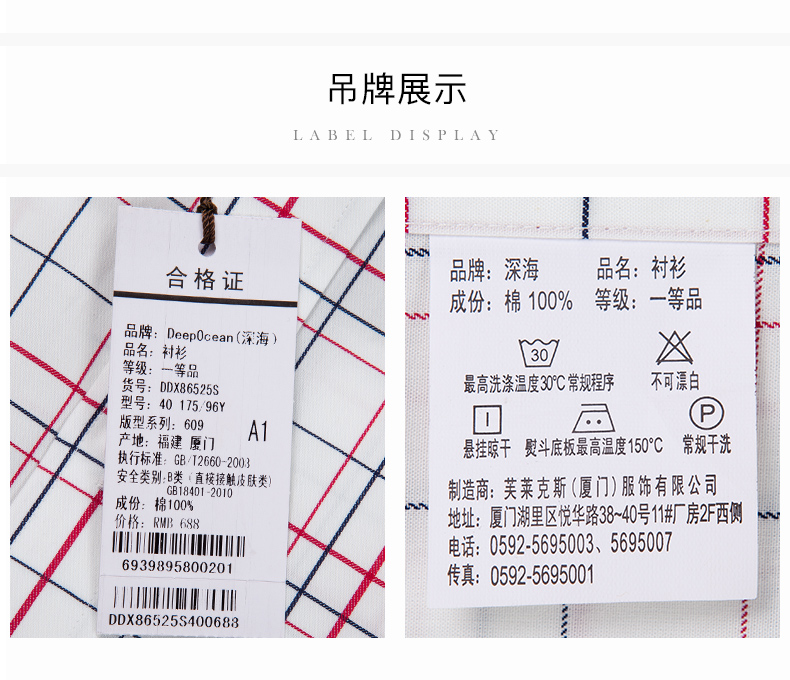 吊牌展示
LABEL DISPLAY
合格证
品牌：DeepOcean(深海)
品名：衬衫
等级：一等品
货号：DDX86525S
型号：40 175/96Y
版型系列：609
A1
产地：福建 厦门
执行标准：GB/T2660-2008
安全类别：B类（直接接触皮肤类）
GB18401-2010
成份：棉100%
价格：RMB 688
6939895800201
DDX86525S400688
品牌：深海 品名：衬衫
成份：棉 100% 等级：一等品
30
最高洗涤温度30℃常规程序 不可漂白
P
悬挂晾干 熨斗底板最高温度150℃ 常规干洗
制造商：芙莱克斯(厦门)服饰有限公司
地址：厦门湖里区悦华路38~40号11#厂房2F西侧
电话：0592-5695003、5695007
传真：0592-5695001